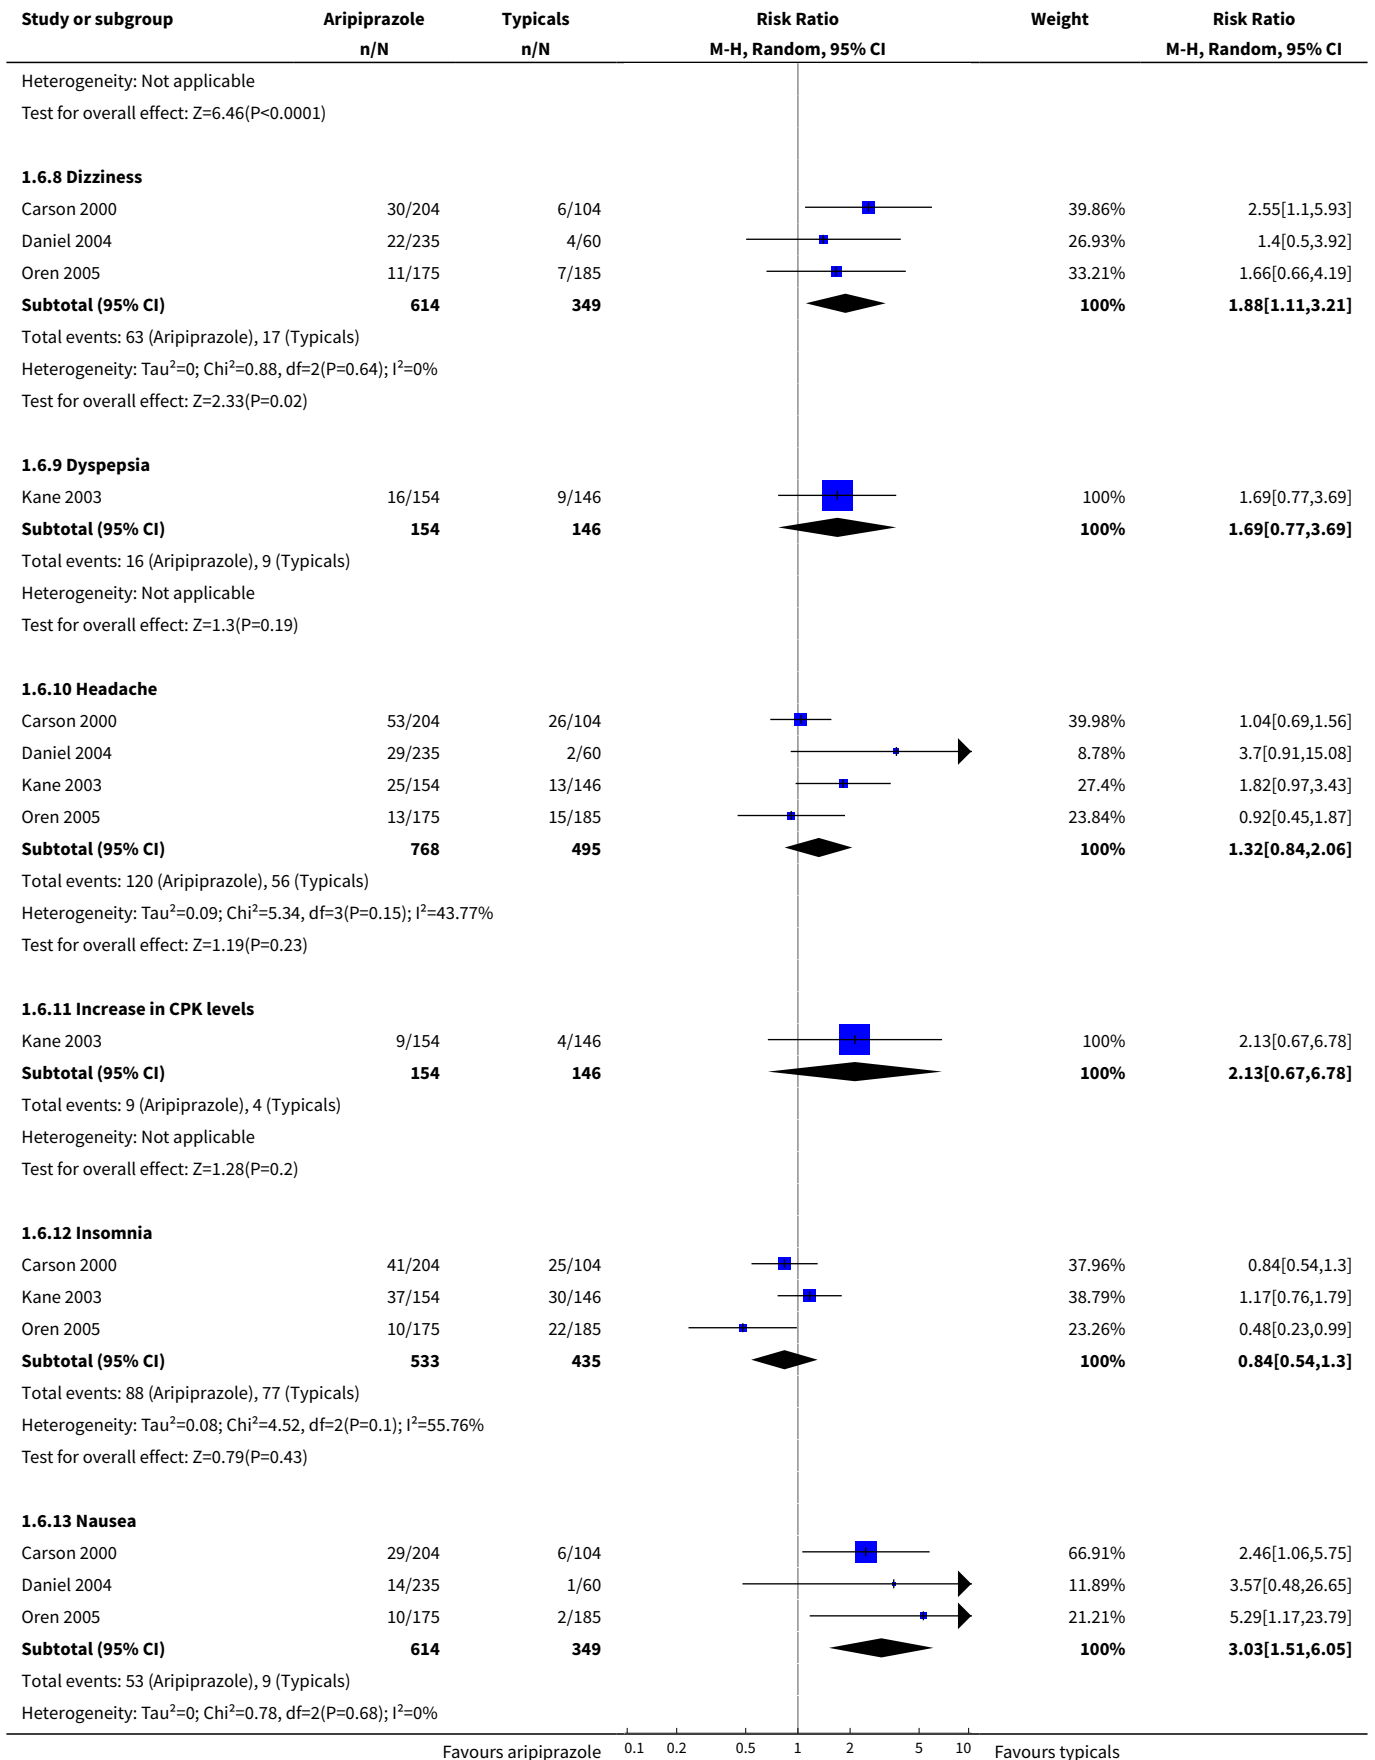 Study or subgroup Aripiprazole Typicals Risk Ratio Weight Risk Ratio
n/N n/N M-H, Random, 95% CI M-H, Random, 95% CI
Heterogeneity: Not applicable
Test for overall effect: Z=6.46(P<0.0001)
1.6.8 Dizziness
Carson 2000 30/204 6/104 39.86% 2.55[1.1,5.93]
Daniel 2004 22/235 4/60 26.93% 1.4[0.5,3.92]
Oren 2005 11/175 7/185 33.21% 1.66[0.66,4.19]
Subtotal (95% CI) 614 349 100% 1.88[1.11,3.21]
Total events: 63 (Aripiprazole), 17 (Typicals)
Heterogeneity: Tau²=0; Chi²=0.88, df=2(P=0.64); I²=0%
Test for overall effect: Z=2.33(P=0.02)
1.6.9 Dyspepsia
Kane 2003 16/154 9/146 100% 1.69[0.77,3.69]
Subtotal (95% CI) 154 146 100% 1.69[0.77,3.69]
Total events: 16 (Aripiprazole), 9 (Typicals)
Heterogeneity: Not applicable
Test for overall effect: Z=1.3(P=0.19)
1.6.10 Headache
Carson 2000 53/204 26/104 39.98% 1.04[0.69,1.56]
Daniel 2004 29/235 2/60 8.78% 3.7[0.91,15.08]
Kane 2003 25/154 13/146 27.4% 1.82[0.97,3.43]
Oren 2005 13/175 15/185 23.84% 0.92[0.45,1.87]
Subtotal (95% CI) 768 495 100% 1.32[0.84,2.06]
Total events: 120 (Aripiprazole), 56 (Typicals)
Heterogeneity: Tau²=0.09; Chi²=5.34, df=3(P=0.15); I²=43.77%
Test for overall effect: Z=1.19(P=0.23)
1.6.11 Increase in CPK levels
Kane 2003 9/154 4/146 100% 2.13[0.67,6.78]
Subtotal (95% CI) 154 146 100% 2.13[0.67,6.78]
Total events: 9 (Aripiprazole), 4 (Typicals)
Heterogeneity: Not applicable
Test for overall effect: Z=1.28(P=0.2)
1.6.12 Insomnia
Carson 2000 41/204 25/104 37.96% 0.84[0.54,1.3]
Kane 2003 37/154 30/146 38.79% 1.17[0.76,1.79]
Oren 2005 10/175 22/185 23.26% 0.48[0.23,0.99]
Subtotal (95% CI) 533 435 100% 0.84[0.54,1.3]
Total events: 88 (Aripiprazole), 77 (Typicals)
Heterogeneity: Tau²=0.08; Chi²=4.52, df=2(P=0.1); I²=55.76%
Test for overall effect: Z=0.79(P=0.43)
1.6.13 Nausea
Carson 2000 29/204 6/104 66.91% 2.46[1.06,5.75]
Daniel 2004 14/235 1/60 11.89% 3.57[0.48,26.65]
Oren 2005 10/175 2/185 21.21% 5.29[1.17,23.79]
Subtotal (95% CI) 614 349 100% 3.03[1.51,6.05]
Total events: 53 (Aripiprazole), 9 (Typicals)
Heterogeneity: Tau²=0; Chi²=0.78, df=2(P=0.68); I²=0%
Favours aripiprazole 0.1 0.2 0.5 1 2 5 10 Favours typicals